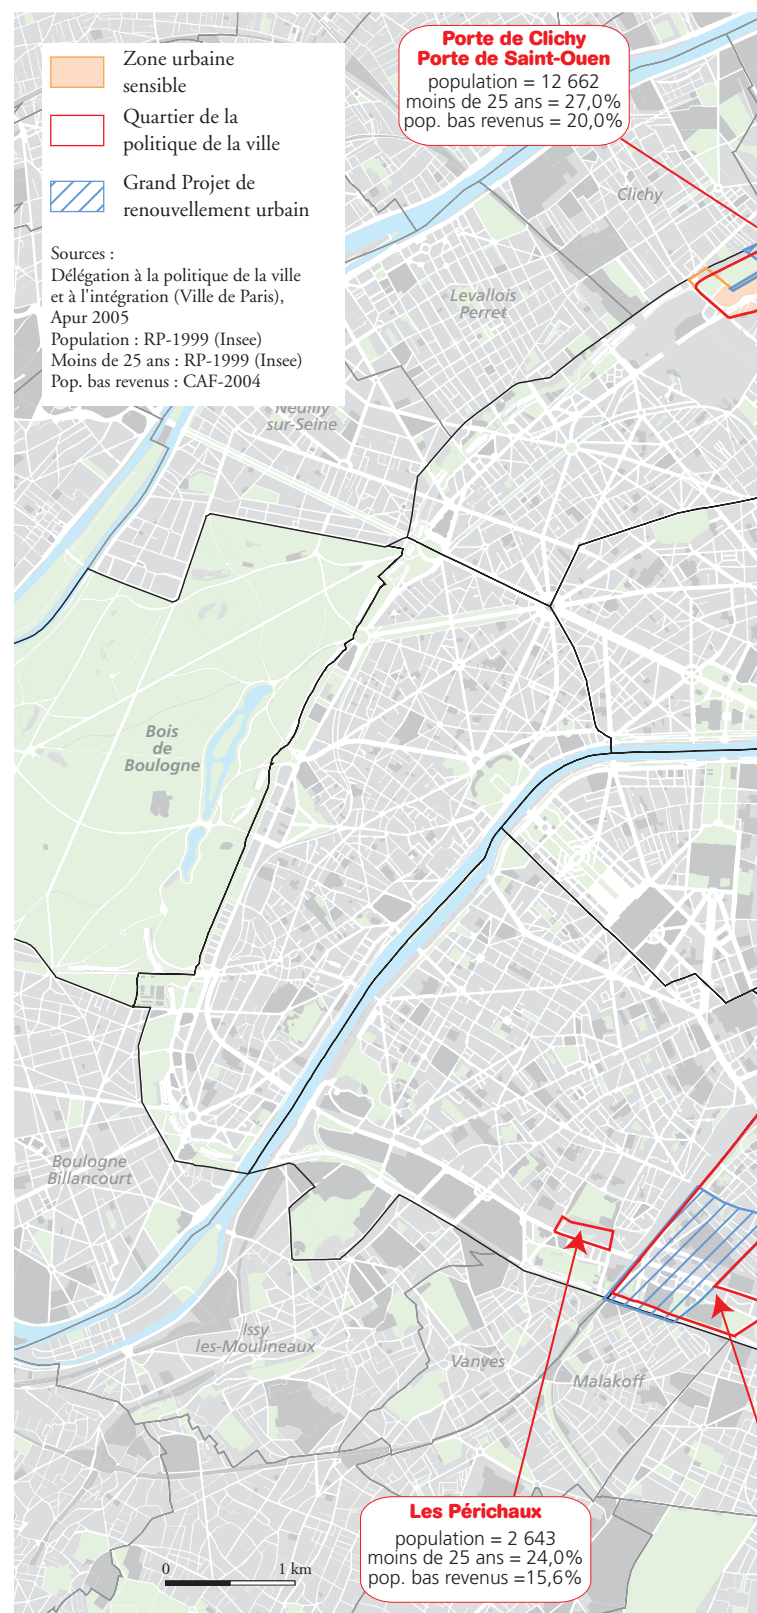 Porte de Clichy
Porte de Saint-Ouen
population = 12 662
moins de 25 ans = 27,0%
pop. bas revenus = 20,0%
Zone urbaine
sensible
Quartier de la
politique de la ville
Grand Projet de
renouvellement urbain
Sources :
Délégation à la politique de la ville
et à l'intégration (Ville de Paris),
Apur 2005
Population : RP-1999 (Insee)
Moins de 25 ans : RP-1999 (Insee)
Pop. bas revenus : CAF-2004
Clichy
Levallois
Perret
Neuilly
sur-Seine
Bois
de
Boulogne
Boulogne
Billancourt
Issy
les-Moulineaux
Vanves
Malakoff
Les Périchaux
population = 2 643
moins de 25 ans = 24,0%
pop. bas revenus =15,6%
0 1 km